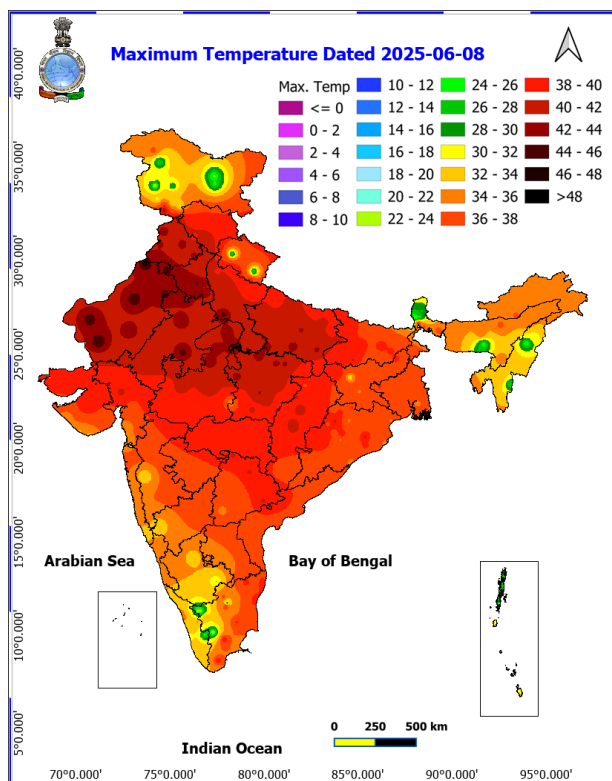 Maximum Temperature Dated 2025-06-08
Max. Temp
<= 0
0 - 2
2 - 4
4 - 6
6 - 8
8 - 10
10 - 12
12 - 14
14 - 16
16 - 18
18 - 20
20 - 22
22 - 24
24 - 26
26 - 28
28 - 30
30 - 32
32 - 34
34 - 36
36 - 38
38 - 40
40 - 42
42 - 44
44 - 46
46 - 48
>48
40°0.000'
35°0.000'
30°0.000'
25°0.000'
20°0.000'
15°0.000'
10°0.000'
5°0.000'
Arabian Sea
Bay of Bengal
Indian Ocean
0 250 500 km
70°0.000' 75°0.000' 80°0.000' 85°0.000' 90°0.000' 95°0.000'